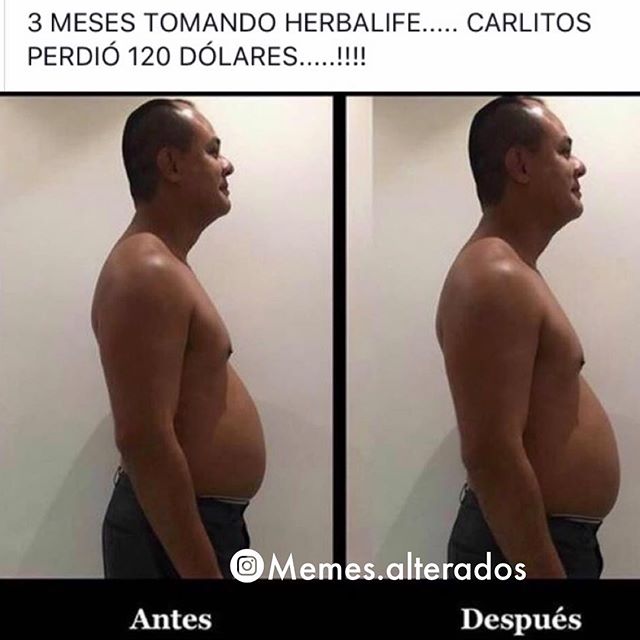 3 MESES TOMANDO HERBALIFE..... CARLITOS
PERDIÓ 120 DÓLARES.....!!!!
Memes.alterados
Antes
Después